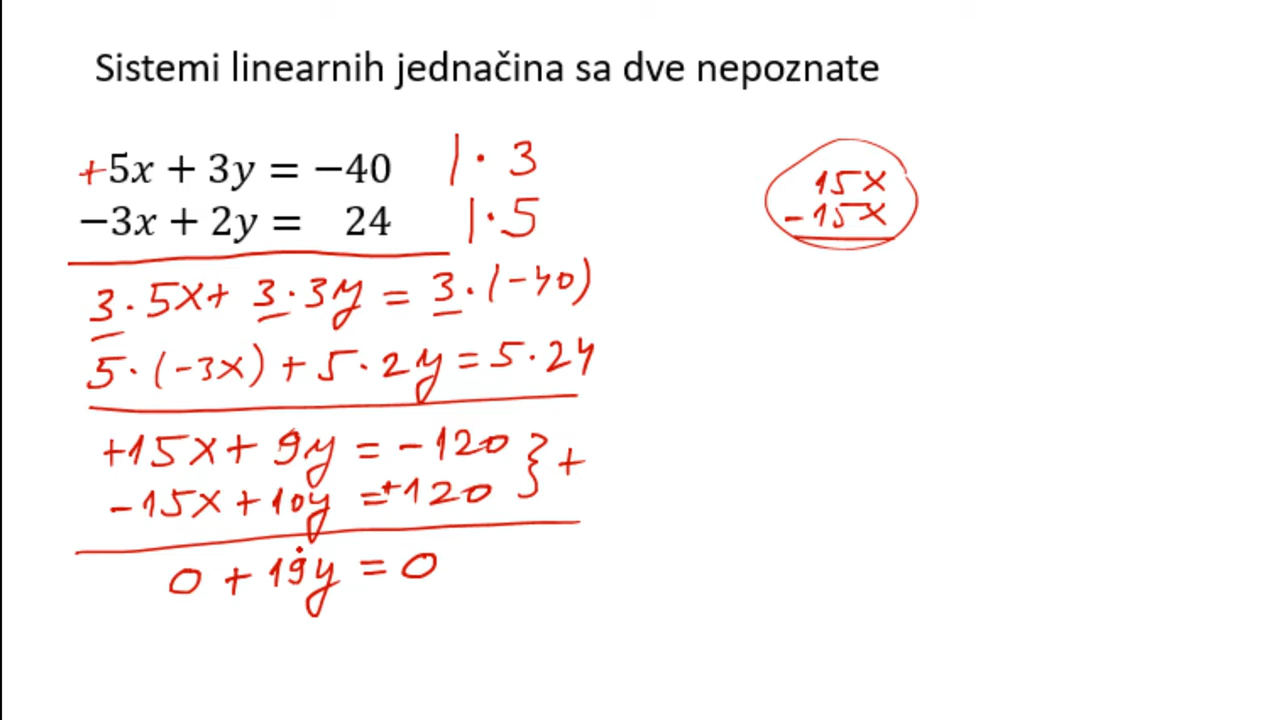 Sistemi linearnih jednačina sa dve nepoznate
+5x + 3y = −40 | · 3
−3x + 2y = 24 | · 5
3 · 5x + 3 · 3y = 3 · (−40)
5 · (−3x) + 5 · 2y = 5 · 24
+15x + 9y = −120 } +
−15x + 10y = +120
0 + 19y = 0
15x
−15x